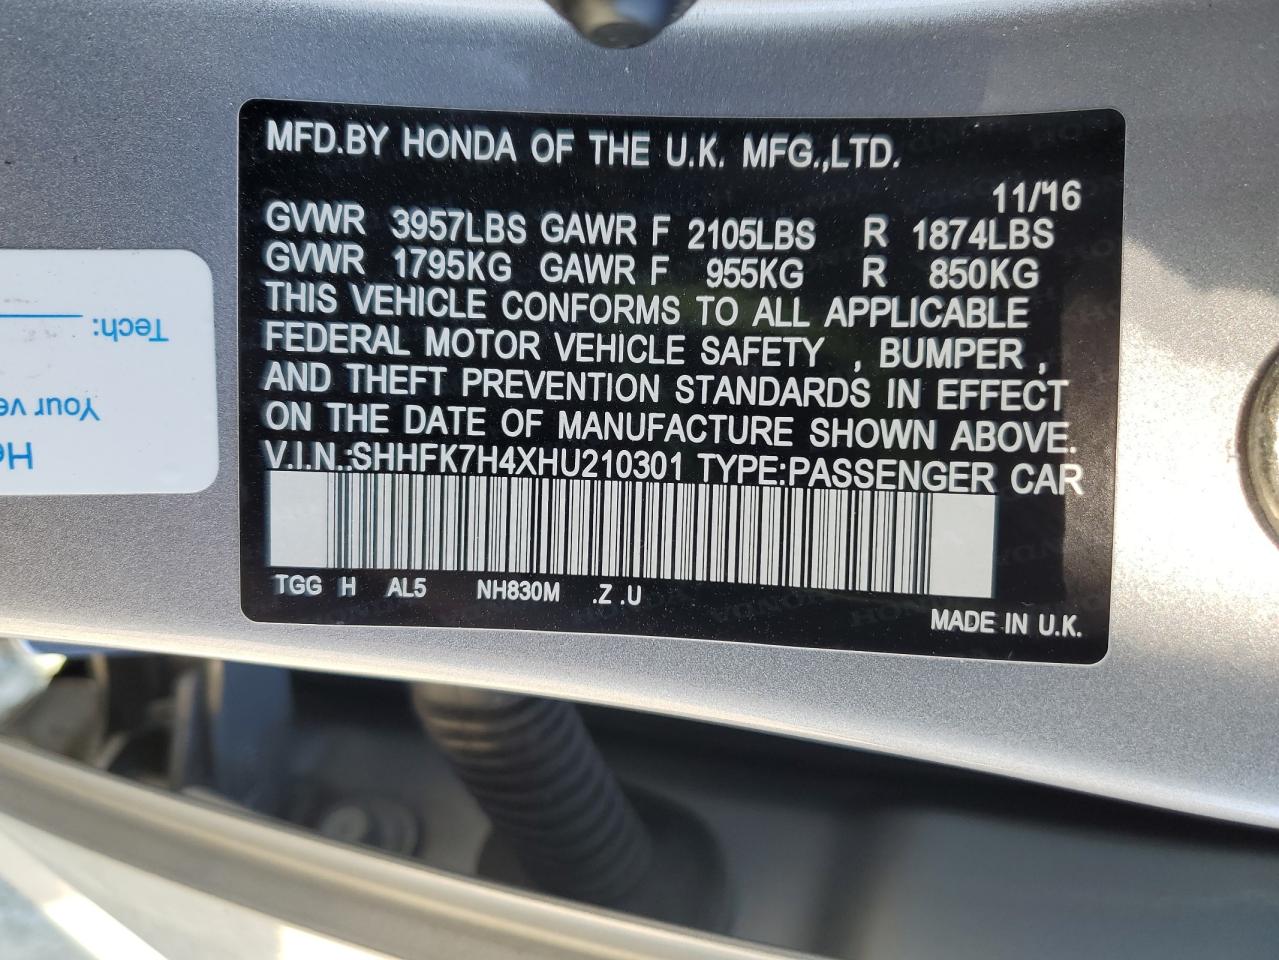 MFD.BY HONDA OF THE U.K. MFG.,LTD.
11/'16
GVWR 3957LBS GAWR F 2105LBS R 1874LBS
GVWR 1795KG GAWR F 955KG R 850KG
THIS VEHICLE CONFORMS TO ALL APPLICABLE
FEDERAL MOTOR VEHICLE SAFETY , BUMPER ,
AND THEFT PREVENTION STANDARDS IN EFFECT
ON THE DATE OF MANUFACTURE SHOWN ABOVE.
V.I.N.:SHHFK7H4XHU210301 TYPE:PASSENGER CAR
TGG H AL5 NH830M .Z .U
MADE IN U.K.
Tech:
Your